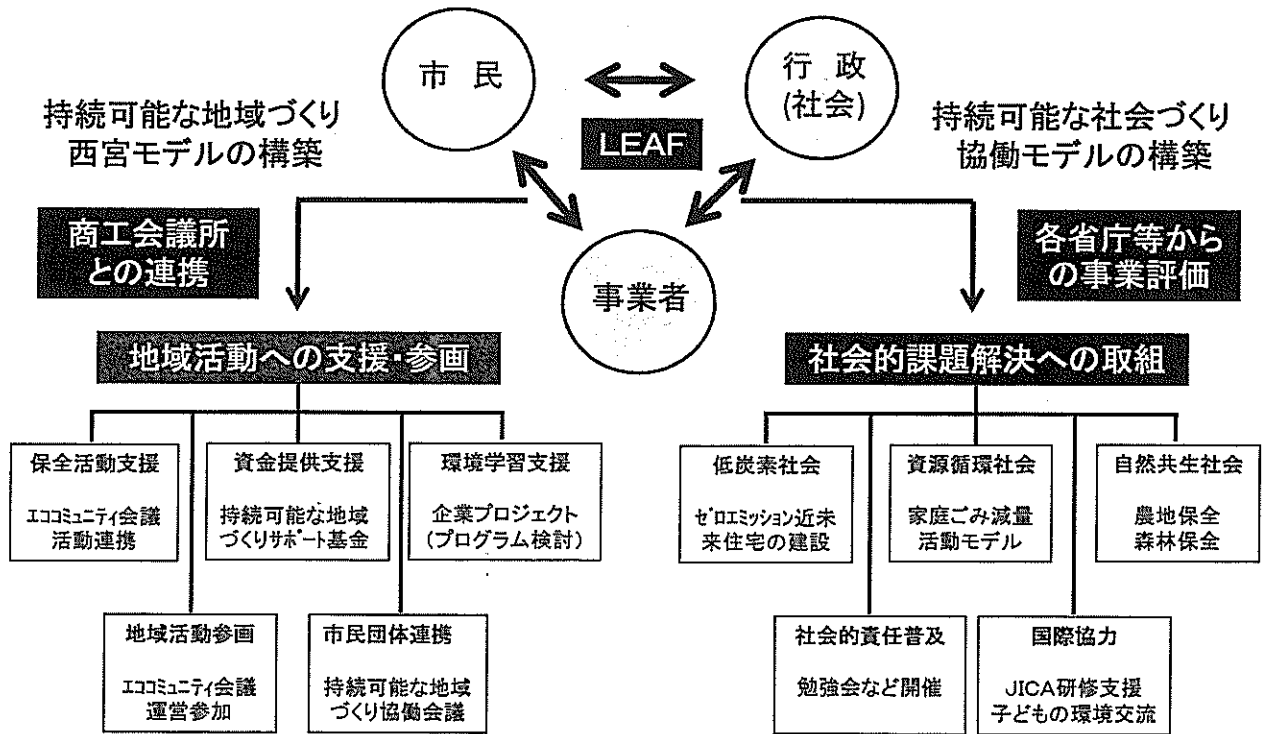 市 民
行 政
(社会)
持続可能な地域づくり
西宮モデルの構築
LEAF
持続可能な社会づくり
協働モデルの構築
商工会議所
との連携
各省庁等から
の事業評価
事業者
地域活動への支援・参画
社会的課題解決への取組
保全活動支援
エココミュニティ会議
活動連携
資金提供支援
持続可能な地域
づくりサポート基金
環境学習支援
企業プロジェクト
(プログラム検討)
低炭素社会
ゼロエミッション近未
来住宅の建設
資源循環社会
家庭ごみ減量
活動モデル
自然共生社会
農地保全
森林保全
地域活動参画
エココミュニティ会議
運営参加
市民団体連携
持続可能な地域
づくり協働会議
社会的責任普及
勉強会など開催
国際協力
JICA研修支援
子どもの環境交流